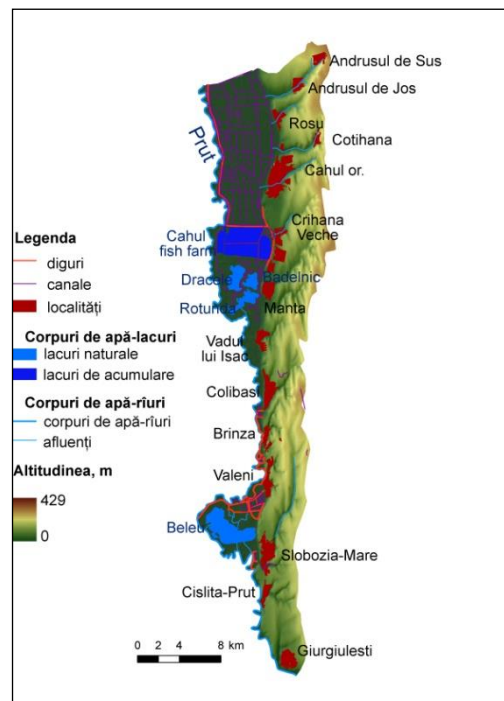 Andrusul de Sus
Andrusul de Jos
Rosu
Prut
Cotihana
Cahul or.
Crihana
Veche
Legenda
diguri
canale
localități
Cahul
fish farm
Dracele
Badelnic
Rotunda
Manta
Corpuri de apă-lacuri
lacuri naturale
lacuri de acumulare
Vadul
lui Isac
Corpuri de apă-rîuri
corpuri de apă-rîuri
afluenți
Colibasi
Brinza
Altitudinea, m
429
0
Valeni
Beleu
Slobozia-Mare
Cislita-Prut
0 2 4 8 km
Giurgiulesti